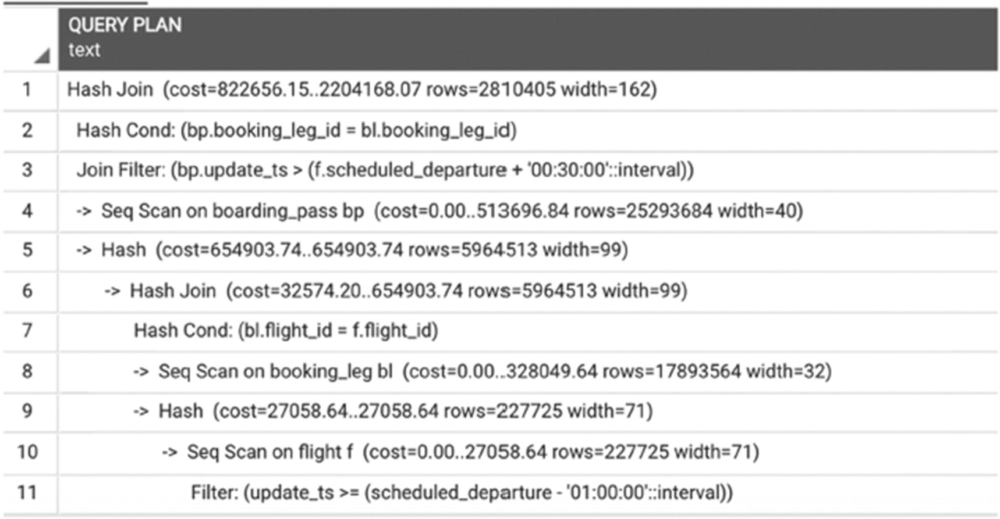 QUERY PLAN
text
1 Hash Join (cost=822656.15..2204168.07 rows=2810405 width=162)
2 Hash Cond: (bp.booking_leg_id = bl.booking_leg_id)
3 Join Filter: (bp.update_ts > (f.scheduled_departure + '00:30:00'::interval))
4 -> Seq Scan on boarding_pass bp (cost=0.00..513696.84 rows=25293684 width=40)
5 -> Hash (cost=654903.74..654903.74 rows=5964513 width=99)
6 -> Hash Join (cost=32574.20..654903.74 rows=5964513 width=99)
7 Hash Cond: (bl.flight_id = f.flight_id)
8 -> Seq Scan on booking_leg bl (cost=0.00..328049.64 rows=17893564 width=32)
9 -> Hash (cost=27058.64..27058.64 rows=227725 width=71)
10 -> Seq Scan on flight f (cost=0.00..27058.64 rows=227725 width=71)
11 Filter: (update_ts >= (scheduled_departure - '01:00:00'::interval))